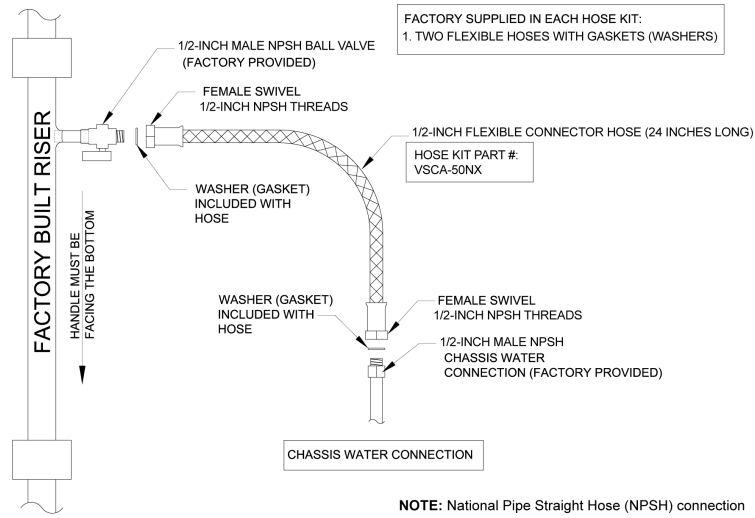 FACTORY SUPPLIED IN EACH HOSE KIT:
1. TWO FLEXIBLE HOSES WITH GASKETS (WASHERS)
1/2-INCH MALE NPSH BALL VALVE
(FACTORY PROVIDED)
FEMALE SWIVEL
1/2-INCH NPSH THREADS
1/2-INCH FLEXIBLE CONNECTOR HOSE (24 INCHES LONG)
HOSE KIT PART #:
VSCA-50NX
WASHER (GASKET)
INCLUDED WITH
HOSE
FACTORY BUILT RISER
HANDLE MUST BE
FACING THE BOTTOM
WASHER (GASKET)
INCLUDED WITH
HOSE
FEMALE SWIVEL
1/2-INCH NPSH THREADS
1/2-INCH MALE NPSH
CHASSIS WATER
CONNECTION (FACTORY PROVIDED)
CHASSIS WATER CONNECTION
NOTE: National Pipe Straight Hose (NPSH) connection